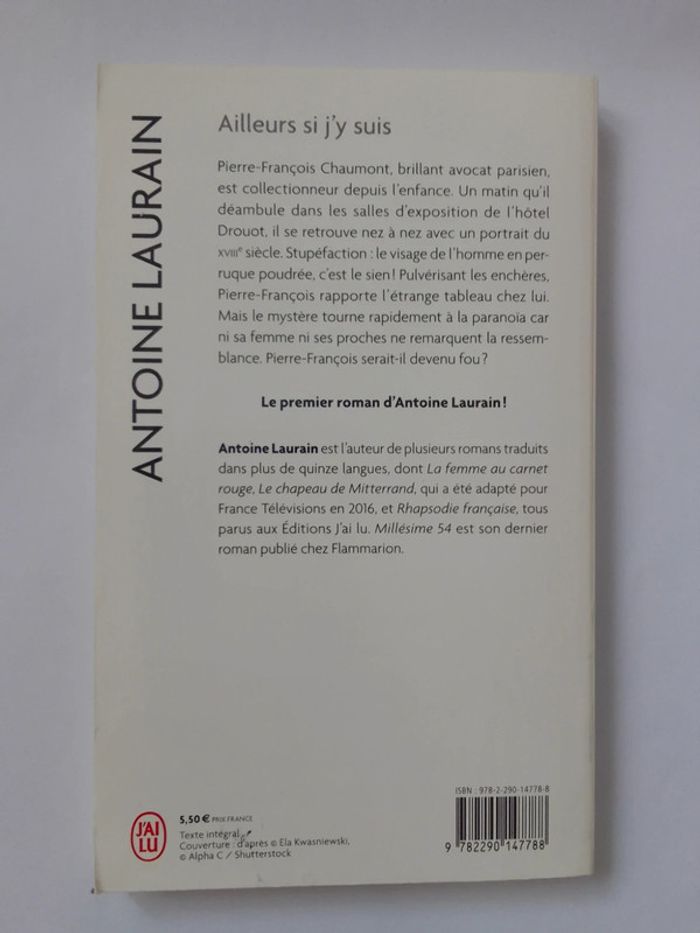 ANTOINE LAURAIN
Ailleurs si j'y suis
Pierre-François Chaumont, brillant avocat parisien,
est collectionneur depuis l'enfance. Un matin qu'il
déambule dans les salles d'exposition de l'hôtel
Drouot, il se retrouve nez à nez avec un portrait du
XVIIIe siècle. Stupéfaction : le visage de l'homme en per-
ruque poudrée, c'est le sien ! Pulvérisant les enchères,
Pierre-François rapporte l'étrange tableau chez lui.
Mais le mystère tourne rapidement à la paranoïa car
ni sa femme ni ses proches ne remarquent la ressem-
blance. Pierre-François serait-il devenu fou ?
Le premier roman d'Antoine Laurain !
Antoine Laurain est l'auteur de plusieurs romans traduits
dans plus de quinze langues, dont La femme au carnet
rouge, Le chapeau de Mitterrand, qui a été adapté pour
France Télévisions en 2016, et Rhapsodie française, tous
parus aux Éditions J'ai lu. Millésime 54 est son dernier
roman publié chez Flammarion.
J'AI
LU
5,50 € PRIX FRANCE
Texte intégral
Couverture : d'après © Ela Kwasniewski,
© Alpha C / Shutterstock
ISBN : 978-2-290-14778-8
9 782290 147788